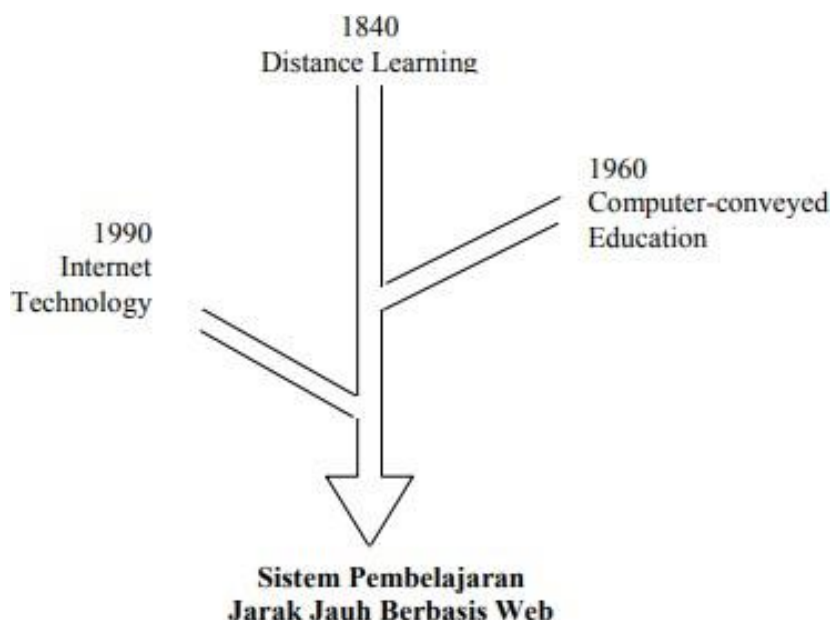 1840
Distance Learning
1960
Computer-conveyed
Education
1990
Internet
Technology
Sistem Pembelajaran
Jarak Jauh Berbasis Web